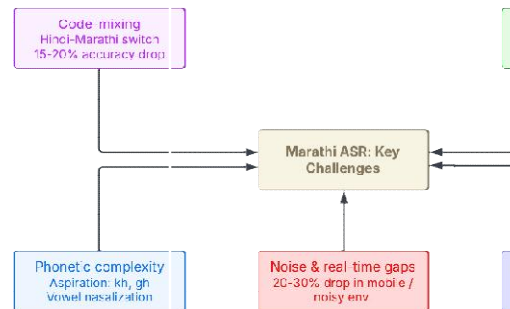 Code-mixing
Hindi-Marathi switch
15-20% accuracy drop
Marathi ASR: Key
Challenges
Phonetic complexity
Aspiration: kh, gh
Vowel nasalization
Noise & real-time gaps
20-30% drop in mobile /
noisy env